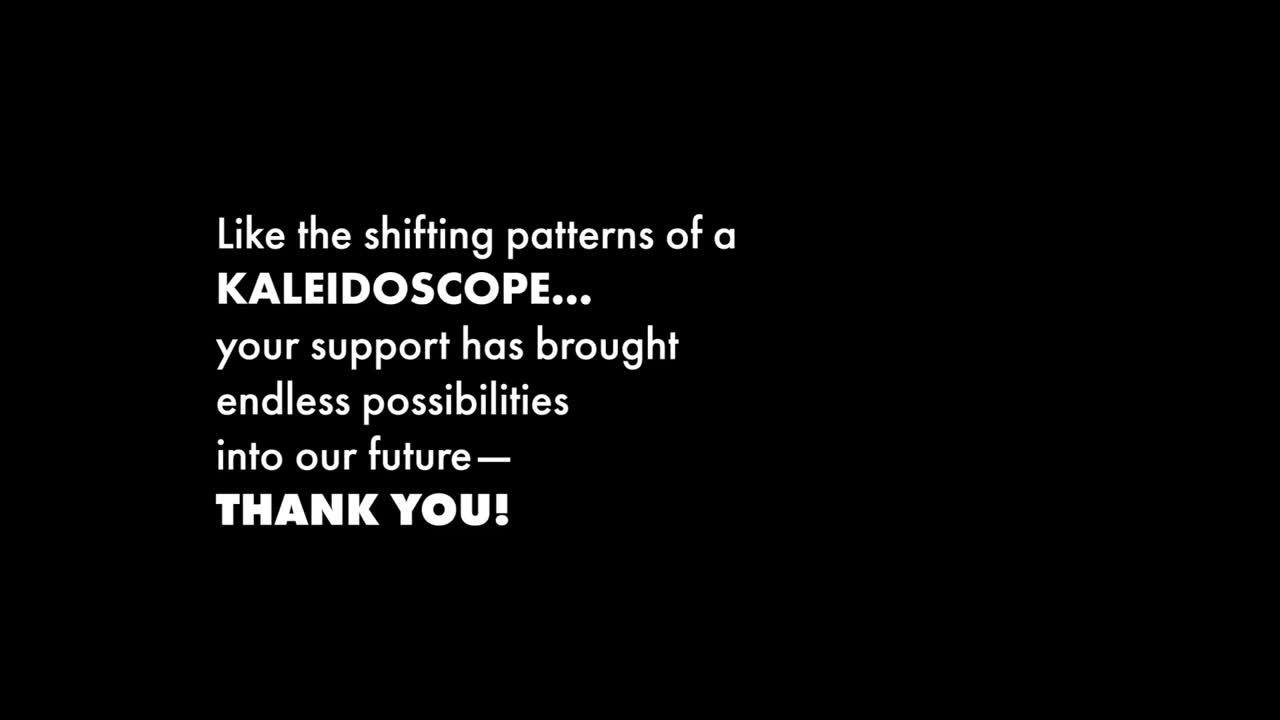 Like the shifting patterns of a
KALEIDOSCOPE...
your support has brought
endless possibilities
into our future—
THANK YOU!